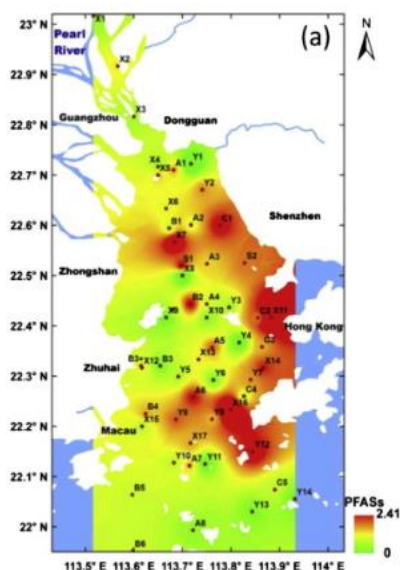 (a)
N
23° N
X1
Pearl
River
X2
22.9°
X3
Guangzhou
Dongguan
22.8°
X4
X5
A1
Y1
22.7°
Y2
X6
B1
A2
C1
22.6°
X7
Shenzhen
S1
A3
S2
X8
22.5°
Zhongshan
B2
A4
Y3
X9
X10
C2
X11
22.4°
Hong Kong
Y4
A5
X13
X14
B3
X12
B3
Zhuhai
22.3°
Y5
Y6
A6
C4
B4
X16
22.2°
X15
Y8
Macau
X17
Y12
Y10
A7
Y11
22.1°
B5
C5
Y14
Y13
PFASs
2.41
A8
22° N
B6
0
113.5° E
113.6° E
113.7° E
113.8° E
113.9° E
114° E